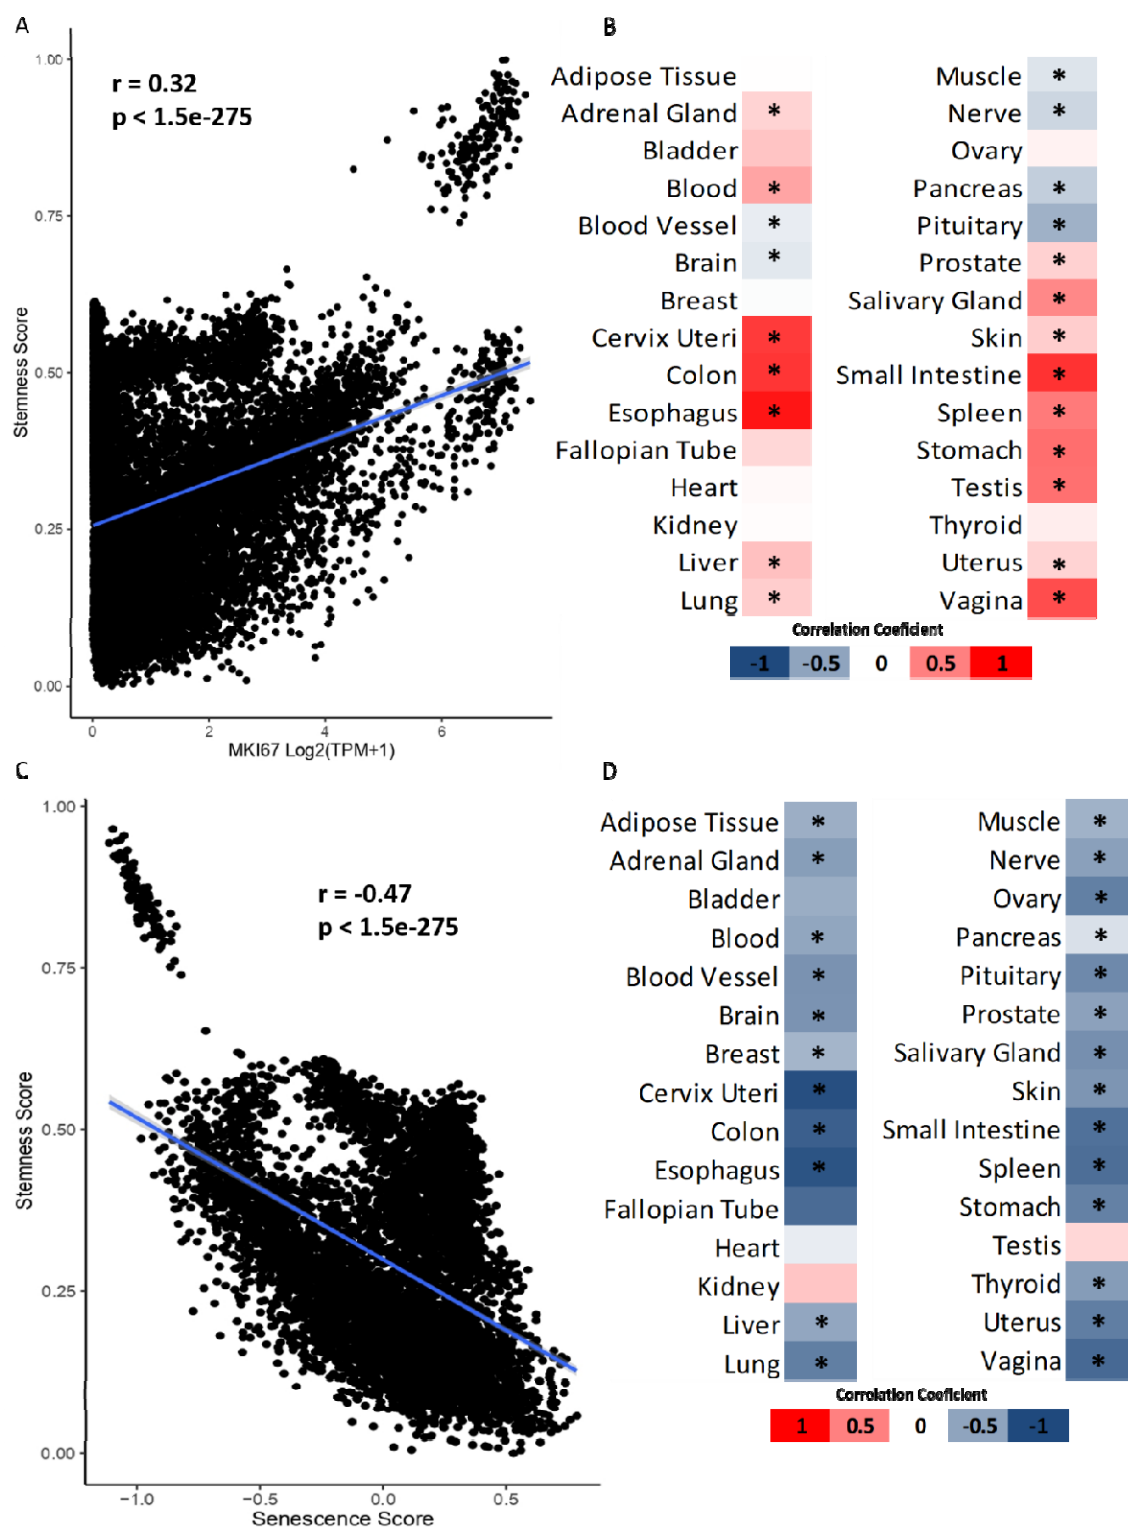 A
r = 0.32
p < 1.5e-275
Stemness Score
1.00
0.75
0.50
0.25
0.00
0 2 4 6
MKI67 Log2(TPM+1)
B
Adipose Tissue
Adrenal Gland *
Bladder
Blood *
Blood Vessel *
Brain *
Breast
Cervix Uteri *
Colon *
Esophagus *
Fallopian Tube
Heart
Kidney
Liver *
Lung *
Muscle *
Nerve *
Ovary
Pancreas *
Pituitary *
Prostate *
Salivary Gland *
Skin *
Small Intestine *
Spleen *
Stomach *
Testis *
Thyroid
Uterus *
Vagina *
Correlation Coeficient
-1 -0.5 0 0.5 1
C
r = -0.47
p < 1.5e-275
Stemness Score
1.00
0.75
0.50
0.25
0.00
−1.0 −0.5 0.0 0.5
Senescence Score
D
Adipose Tissue *
Adrenal Gland *
Bladder
Blood *
Blood Vessel *
Brain *
Breast *
Cervix Uteri *
Colon *
Esophagus *
Fallopian Tube
Heart
Kidney
Liver *
Lung *
Muscle *
Nerve *
Ovary *
Pancreas *
Pituitary *
Prostate *
Salivary Gland *
Skin *
Small Intestine *
Spleen *
Stomach *
Testis
Thyroid *
Uterus *
Vagina *
Correlation Coeficient
1 0.5 0 -0.5 -1